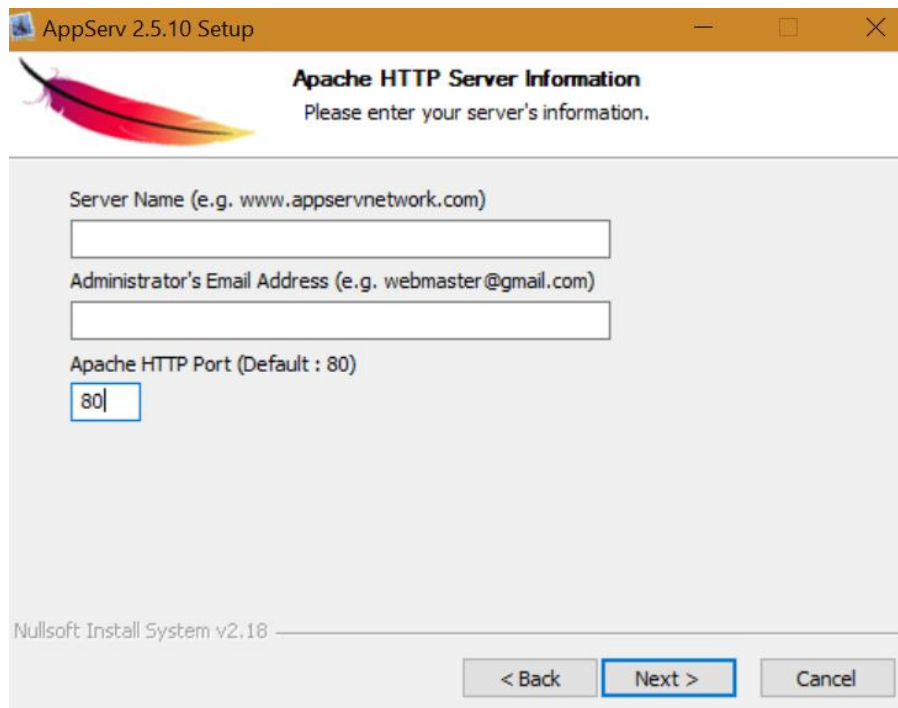 AppServ 2.5.10 Setup
Apache HTTP Server Information
Please enter your server's information.
Server Name (e.g. www.appservnetwork.com)
Administrator's Email Address (e.g. webmaster@gmail.com)
Apache HTTP Port (Default : 80)
80
Nullsoft Install System v2.18
< Back Next > Cancel